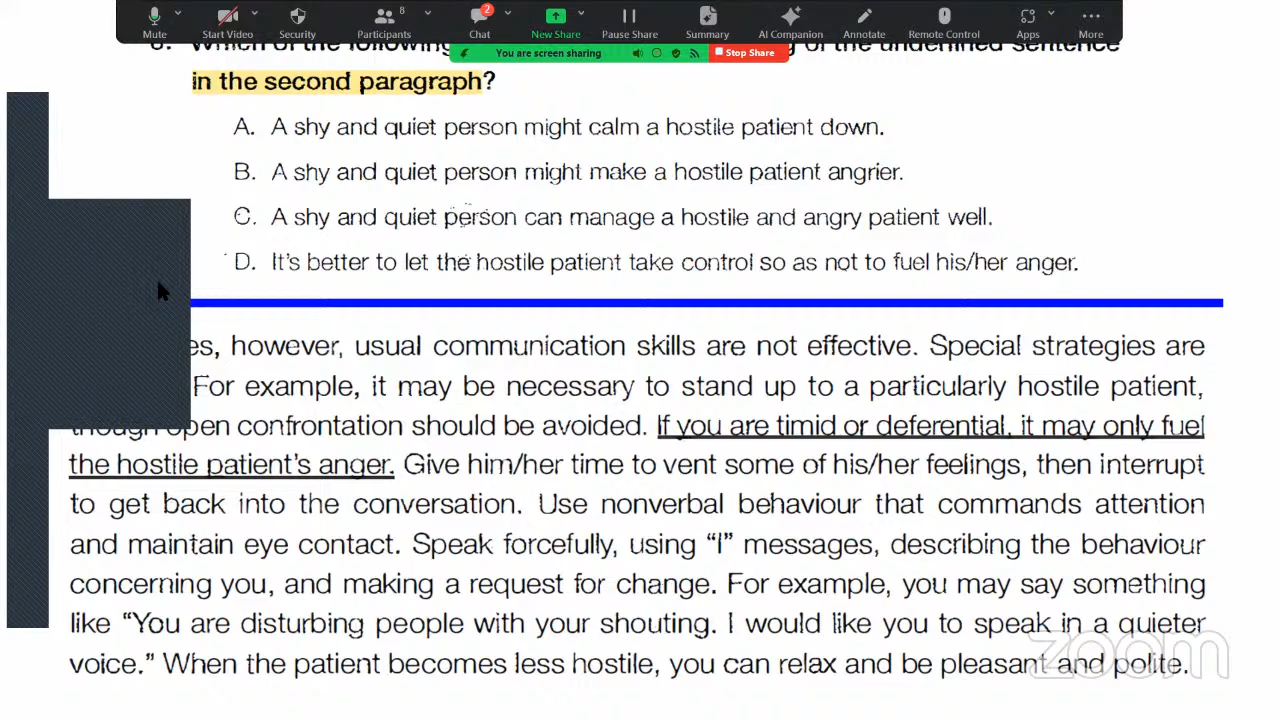 Mute
Start Video
Security
Participants 8
Chat 2
New Share
Pause Share
Summary
AI Companion
Annotate
Remote Control
Apps
More
You are screen sharing
Stop Share
Which of the following of the underlined sentence
in the second paragraph?
A. A shy and quiet person might calm a hostile patient down.
B. A shy and quiet person might make a hostile patient angrier.
C. A shy and quiet person can manage a hostile and angry patient well.
D. It's better to let the hostile patient take control so as not to fuel his/her anger.
es, however, usual communication skills are not effective. Special strategies are
For example, it may be necessary to stand up to a particularly hostile patient,
though open confrontation should be avoided. If you are timid or deferential, it may only fuel
the hostile patient's anger. Give him/her time to vent some of his/her feelings, then interrupt
to get back into the conversation. Use nonverbal behaviour that commands attention
and maintain eye contact. Speak forcefully, using “I” messages, describing the behaviour
concerning you, and making a request for change. For example, you may say something
like “You are disturbing people with your shouting. I would like you to speak in a quieter
voice.” When the patient becomes less hostile, you can relax and be pleasant and polite.
zoom